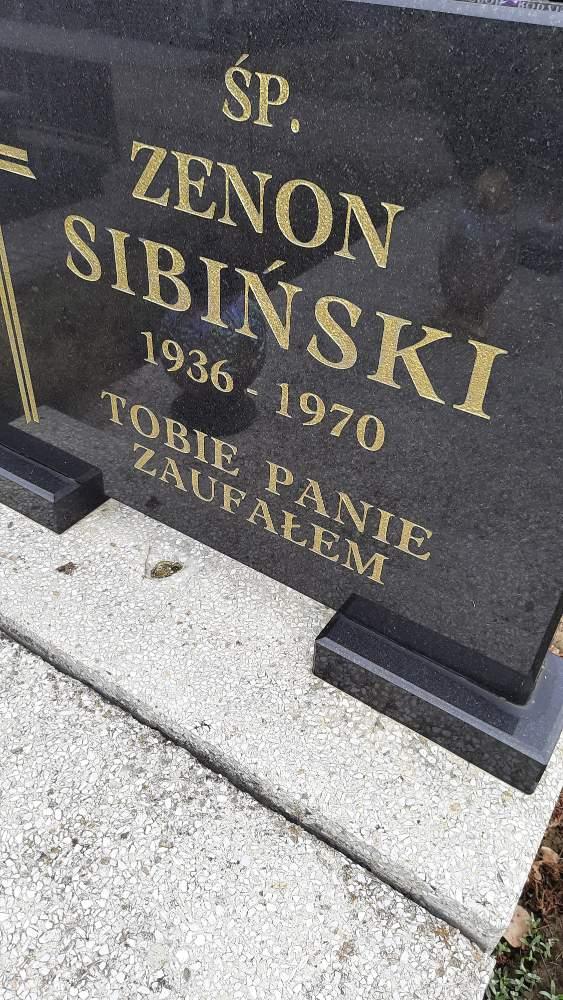 ŚP.
ZENON
SIBIŃSKI
1936 - 1970
TOBIE PANIE
ZAUFAŁEM